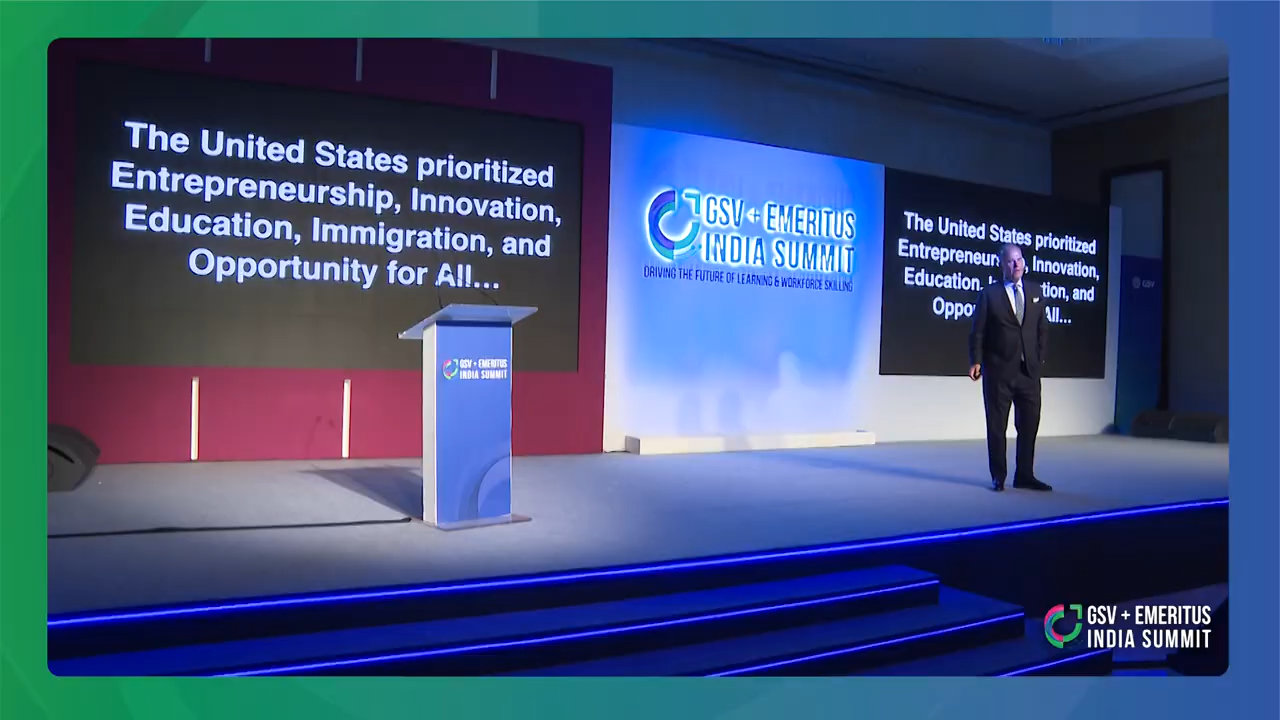 The United States prioritized
Entrepreneurship, Innovation,
Education, Immigration, and
Opportunity for All...
GSV + EMERITUS
INDIA SUMMIT
DRIVING THE FUTURE OF LEARNING & WORKFORCE SKILLING
The United States prioritized
Innovation,
Education,
and
All...
GSV
GSV + EMERITUS
INDIA SUMMIT
GSV + EMERITUS
INDIA SUMMIT